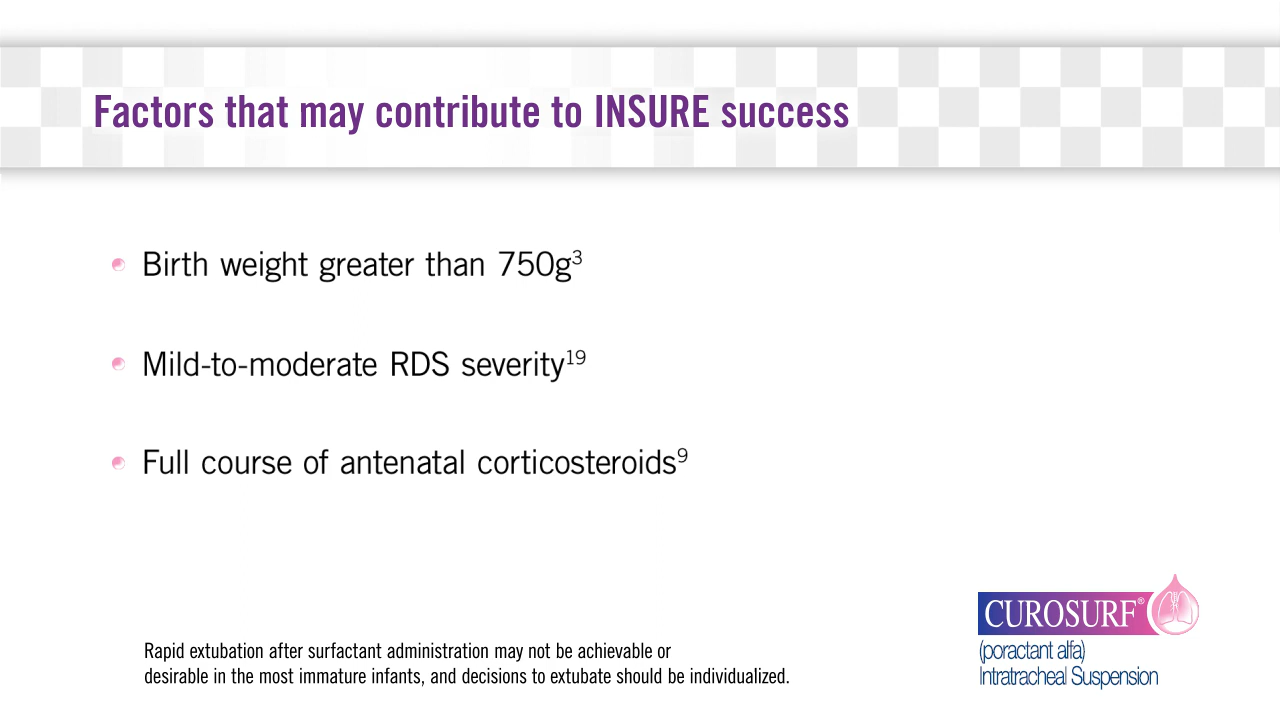 Factors that may contribute to INSURE success
Birth weight greater than 750g³
Mild-to-moderate RDS severity¹⁹
Full course of antenatal corticosteroids⁹
Rapid extubation after surfactant administration may not be achievable or
desirable in the most immature infants, and decisions to extubate should be individualized.
CUROSURF®
(poractant alfa)
Intratracheal Suspension